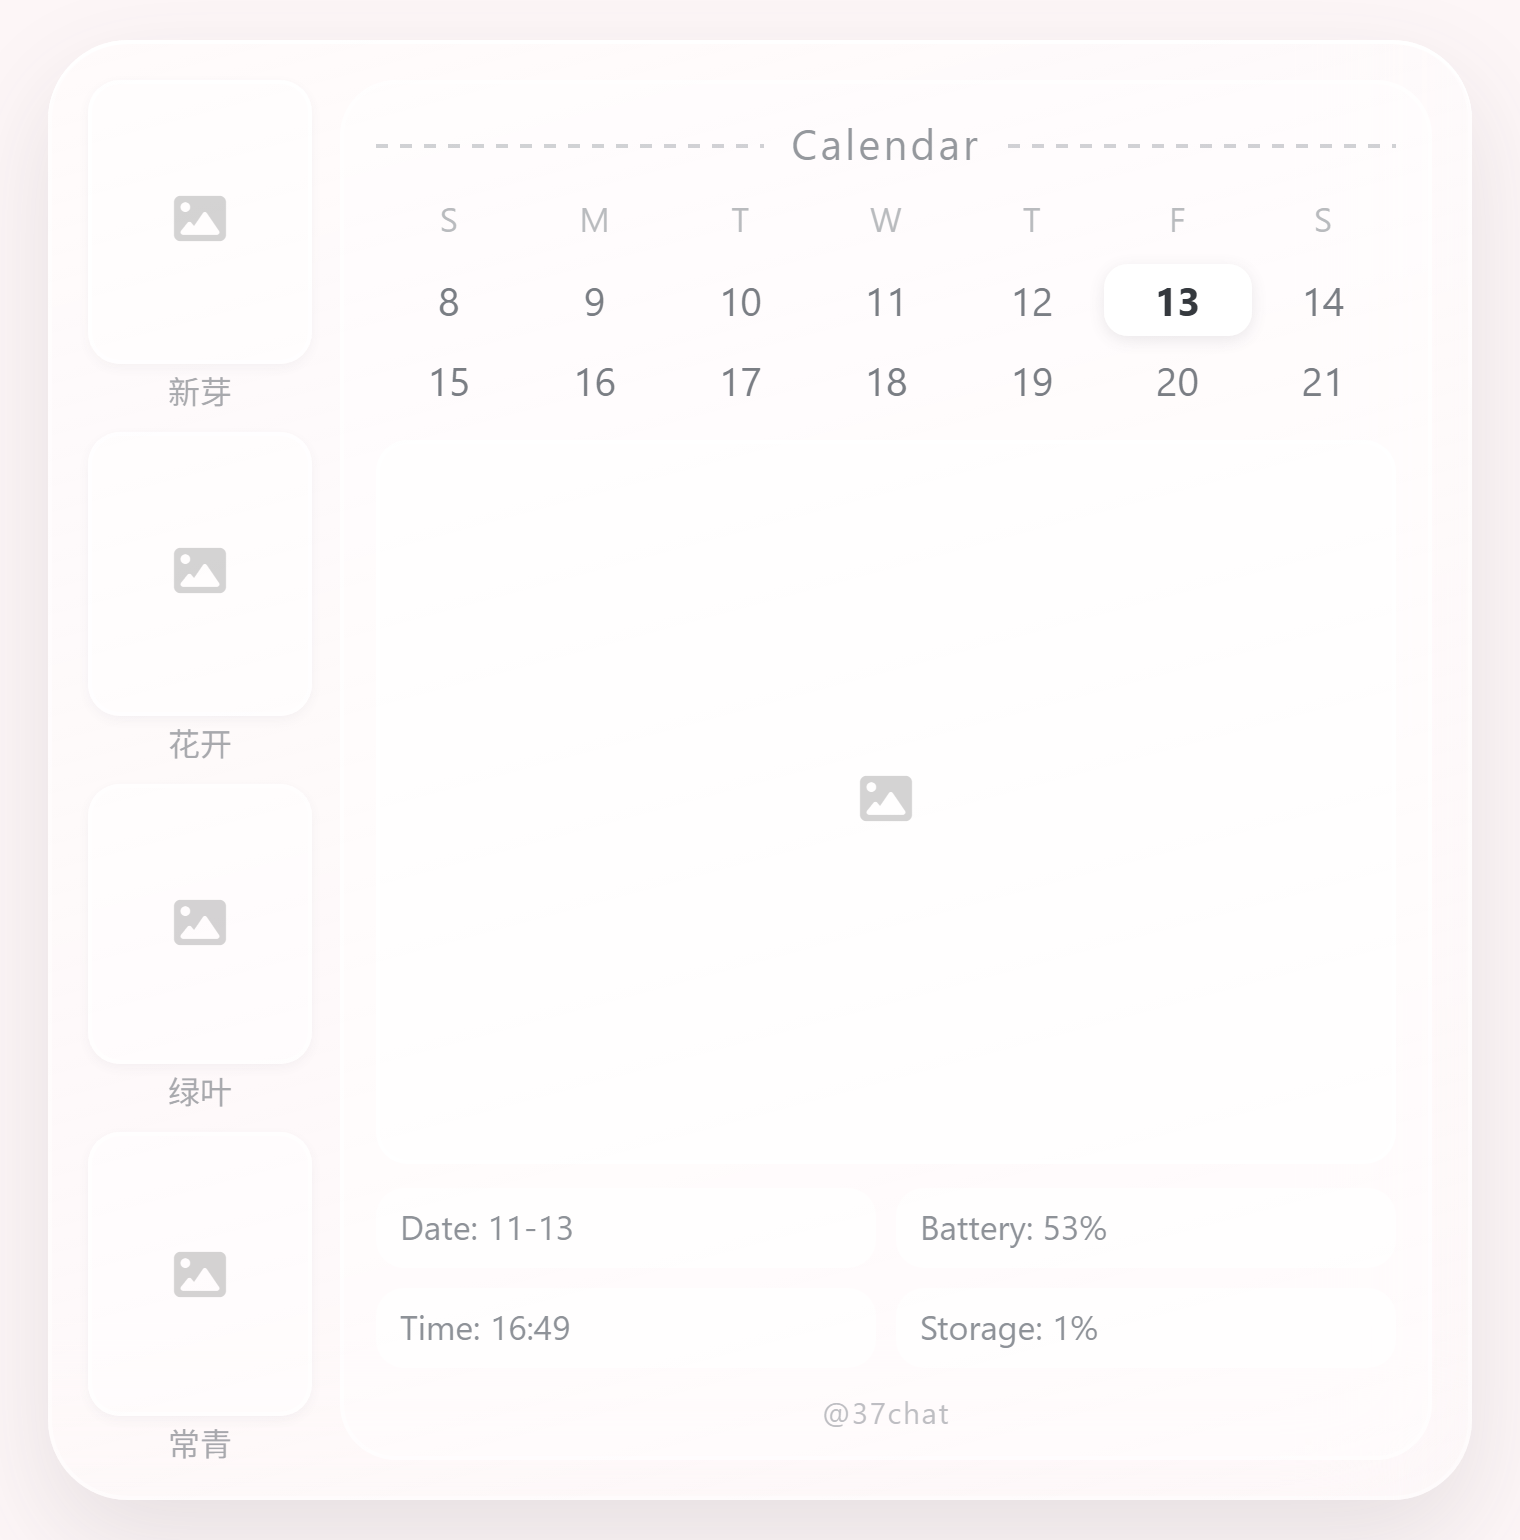 新芽
花开
绿叶
常青
Calendar
S M T W T F S
8 9 10 11 12 13 14
15 16 17 18 19 20 21
Date: 11-13
Battery: 53%
Time: 16:49
Storage: 1%
@37chat